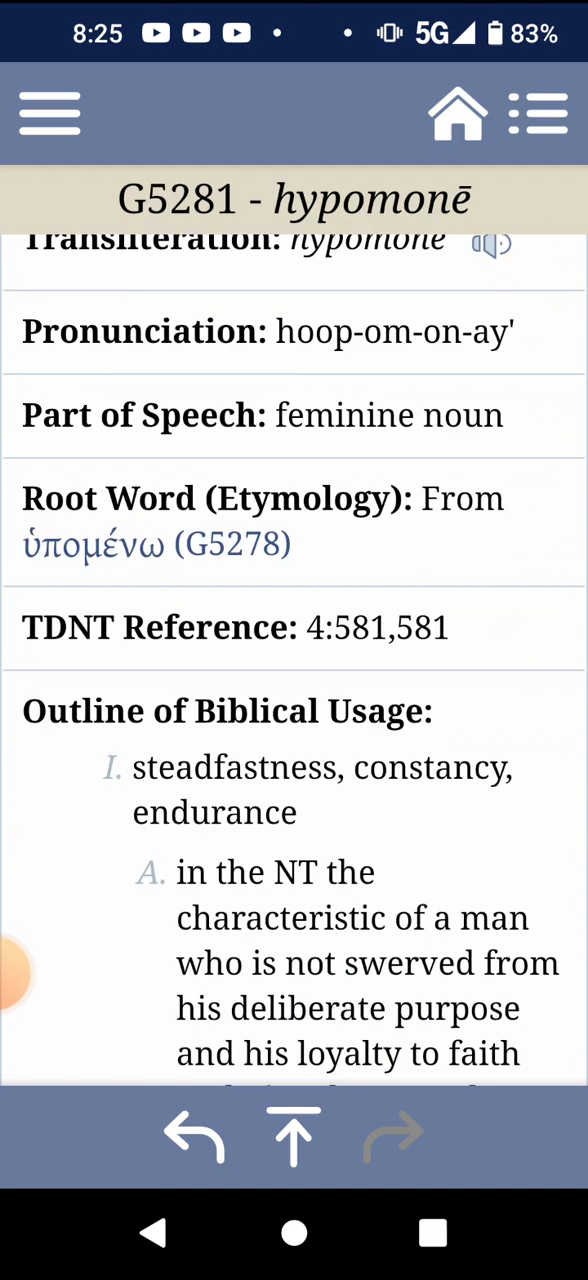 8:25 5G 83%
G5281 - hypomonē
Transliteration: hypomonē
Pronunciation: hoop-om-on-ay'
Part of Speech: feminine noun
Root Word (Etymology): From
ὑπομένω (G5278)
TDNT Reference: 4:581,581
Outline of Biblical Usage:
I. steadfastness, constancy,
endurance
A. in the NT the
characteristic of a man
who is not swerved from
his deliberate purpose
and his loyalty to faith